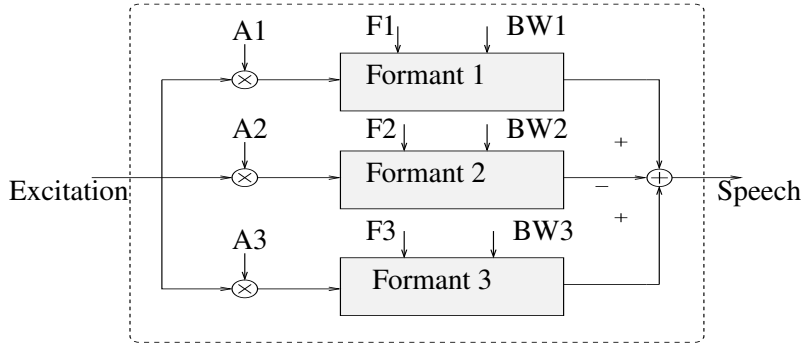 A1
F1
BW1
Formant 1
A2
F2
BW2
+
Excitation
Formant 2
−
+
Speech
+
A3
F3
BW3
Formant 3